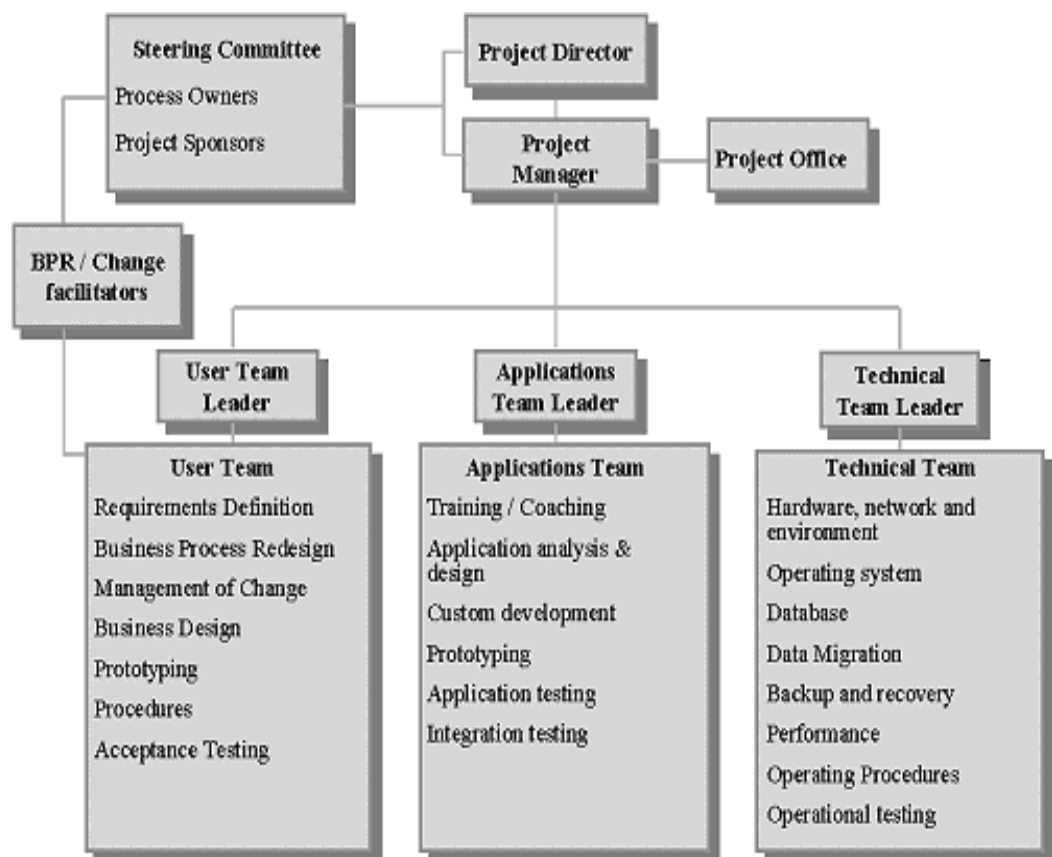 Steering Committee
Process Owners
Project Sponsors
Project Director
Project
Manager
Project Office
BPR / Change
facilitators
User Team
Leader
Applications
Team Leader
Technical
Team Leader
User Team
Requirements Definition
Business Process Redesign
Management of Change
Business Design
Prototyping
Procedures
Acceptance Testing
Applications Team
Training / Coaching
Application analysis &
design
Custom development
Prototyping
Application testing
Integration testing
Technical Team
Hardware, network and
environment
Operating system
Database
Data Migration
Backup and recovery
Performance
Operating Procedures
Operational testing